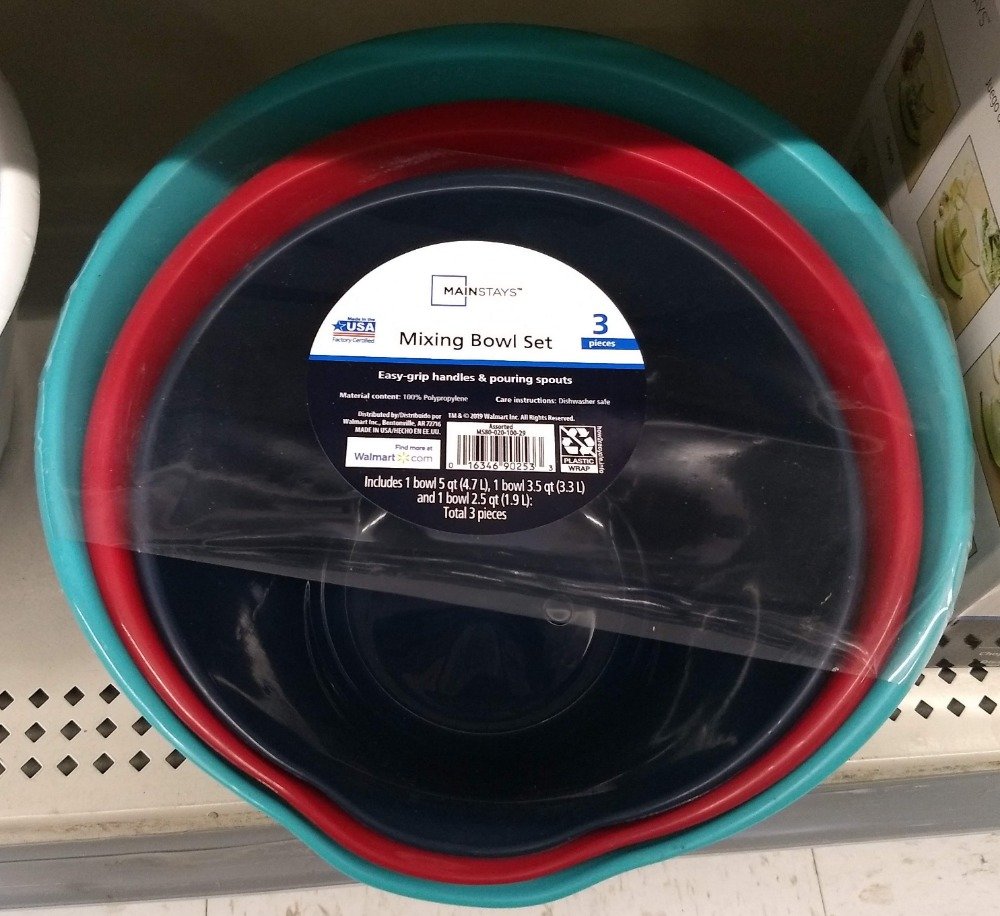 MAINSTAYS™
Made in the
USA
Factory Certified
Mixing Bowl Set
3
pieces
Easy-grip handles & pouring spouts
Material content: 100% Polypropylene
Care instructions: Dishwasher safe
Distributed by/Distribuido por
Walmart Inc., Bentonville, AR 72716
MADE IN USA/HECHO EN EE.UU.
TM & © 2019 Walmart Inc. All Rights Reserved.
Find more at
Walmart.com
Assorted
MS80-020-100-29
0 16346 90253 3
PLASTIC
WRAP
how2recycle.info
Includes 1 bowl 5 qt (4.7 L), 1 bowl 3.5 qt (3.3 L)
and 1 bowl 2.5 qt (1.9 L):
Total 3 pieces